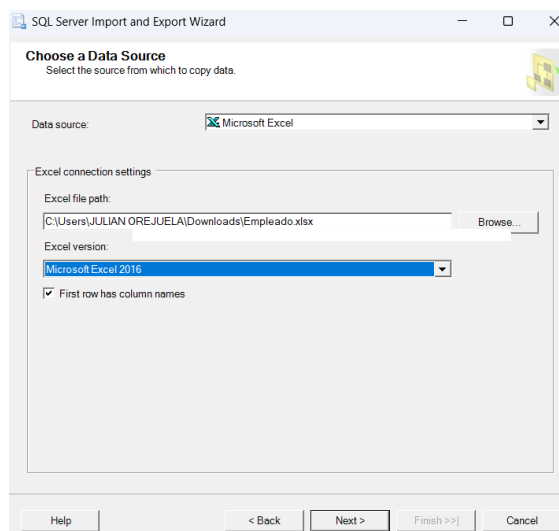 SQL Server Import and Export Wizard
Choose a Data Source
Select the source from which to copy data.
Data source: Microsoft Excel
Excel connection settings
Excel file path:
C:\Users\JULIAN OREJUELA\Downloads\Empleado.xlsx Browse...
Excel version:
Microsoft Excel 2016
First row has column names
Help < Back Next > Finish >>| Cancel